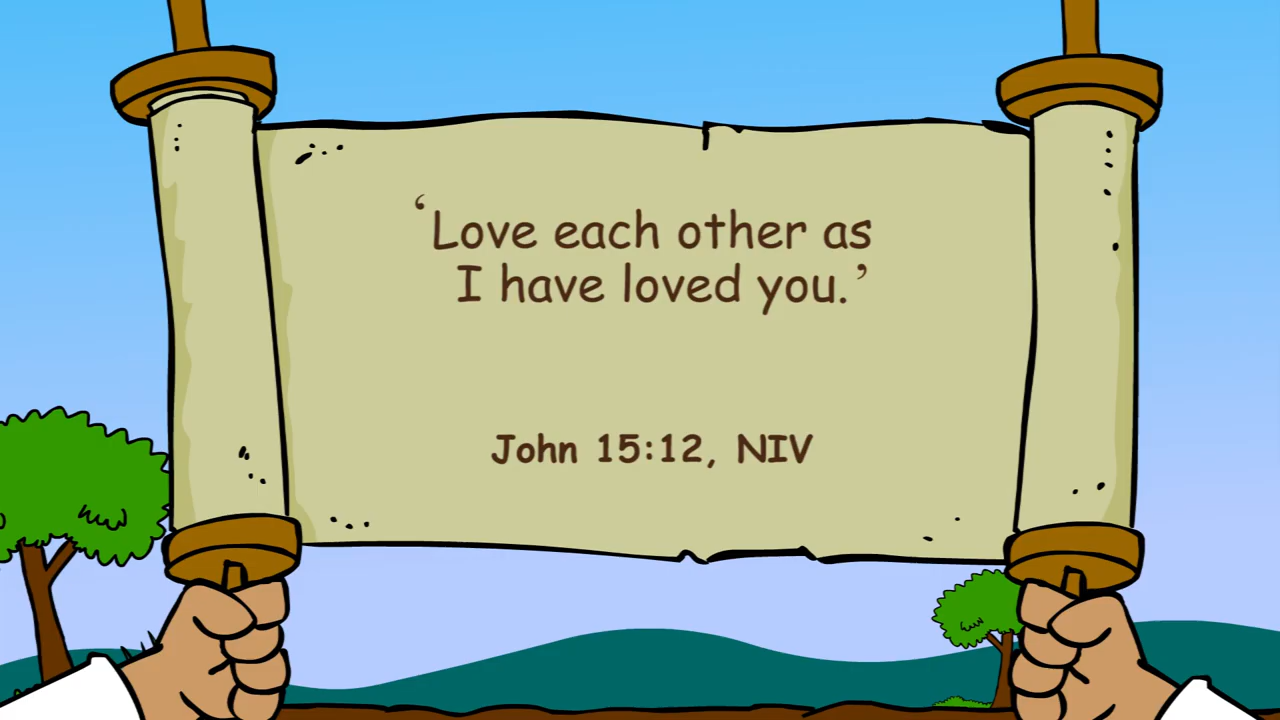 ‘Love each other as
I have loved you.’
John 15:12, NIV